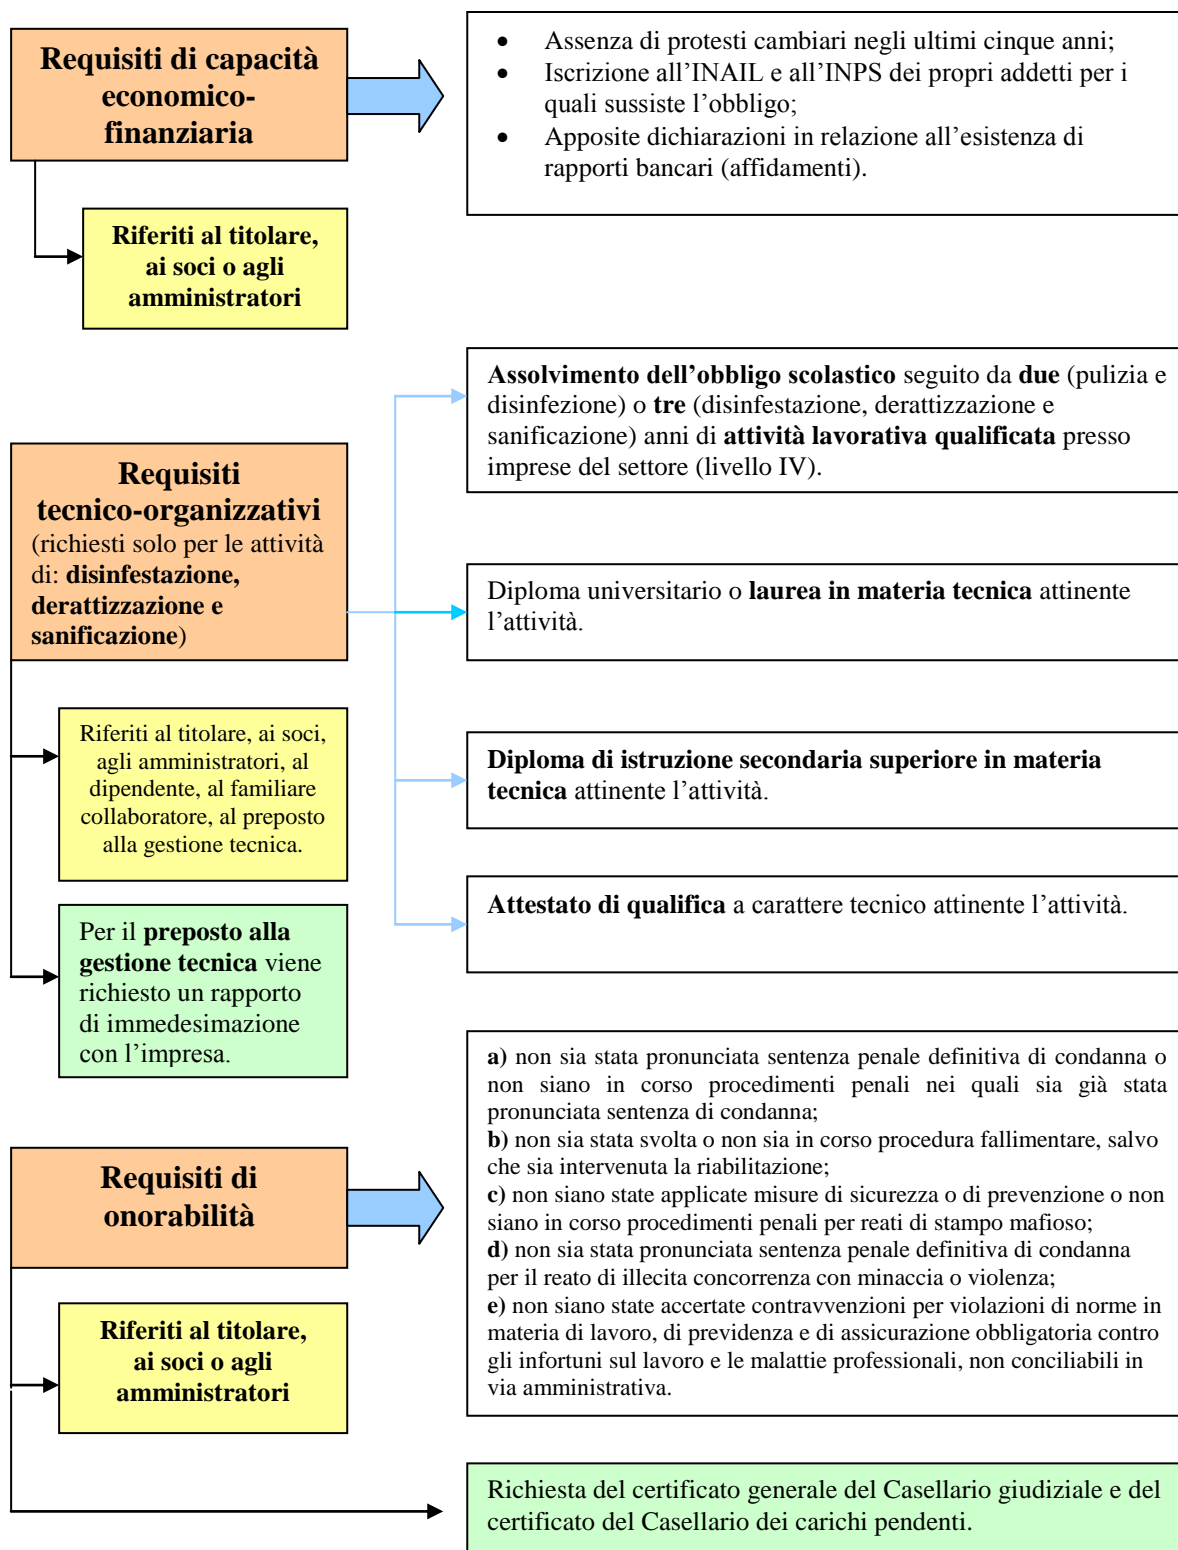 Requisiti di capacità
economico-
finanziaria
• Assenza di protesti cambiari negli ultimi cinque anni;
• Iscrizione all’INAIL e all’INPS dei propri addetti per i
quali sussiste l’obbligo;
• Apposite dichiarazioni in relazione all’esistenza di
rapporti bancari (affidamenti).
Riferiti al titolare,
ai soci o agli
amministratori
Requisiti
tecnico-organizzativi
(richiesti solo per le attività
di: disinfestazione,
derattizzazione e
sanificazione)
Assolvimento dell’obbligo scolastico seguito da due (pulizia e
disinfezione) o tre (disinfestazione, derattizzazione e
sanificazione) anni di attività lavorativa qualificata presso
imprese del settore (livello IV).
Diploma universitario o laurea in materia tecnica attinente
l’attività.
Diploma di istruzione secondaria superiore in materia
tecnica attinente l’attività.
Attestato di qualifica a carattere tecnico attinente l’attività.
Riferiti al titolare, ai soci,
agli amministratori, al
dipendente, al familiare
collaboratore, al preposto
alla gestione tecnica.
Per il preposto alla
gestione tecnica viene
richiesto un rapporto
di immedesimazione
con l’impresa.
Requisiti di
onorabilità
a) non sia stata pronunciata sentenza penale definitiva di condanna o
non siano in corso procedimenti penali nei quali sia già stata
pronunciata sentenza di condanna;
b) non sia stata svolta o non sia in corso procedura fallimentare, salvo
che sia intervenuta la riabilitazione;
c) non siano state applicate misure di sicurezza o di prevenzione o non
siano in corso procedimenti penali per reati di stampo mafioso;
d) non sia stata pronunciata sentenza penale definitiva di condanna
per il reato di illecita concorrenza con minaccia o violenza;
e) non siano state accertate contravvenzioni per violazioni di norme in
materia di lavoro, di previdenza e di assicurazione obbligatoria contro
gli infortuni sul lavoro e le malattie professionali, non conciliabili in
via amministrativa.
Riferiti al titolare,
ai soci o agli
amministratori
Richiesta del certificato generale del Casellario giudiziale e del
certificato del Casellario dei carichi pendenti.